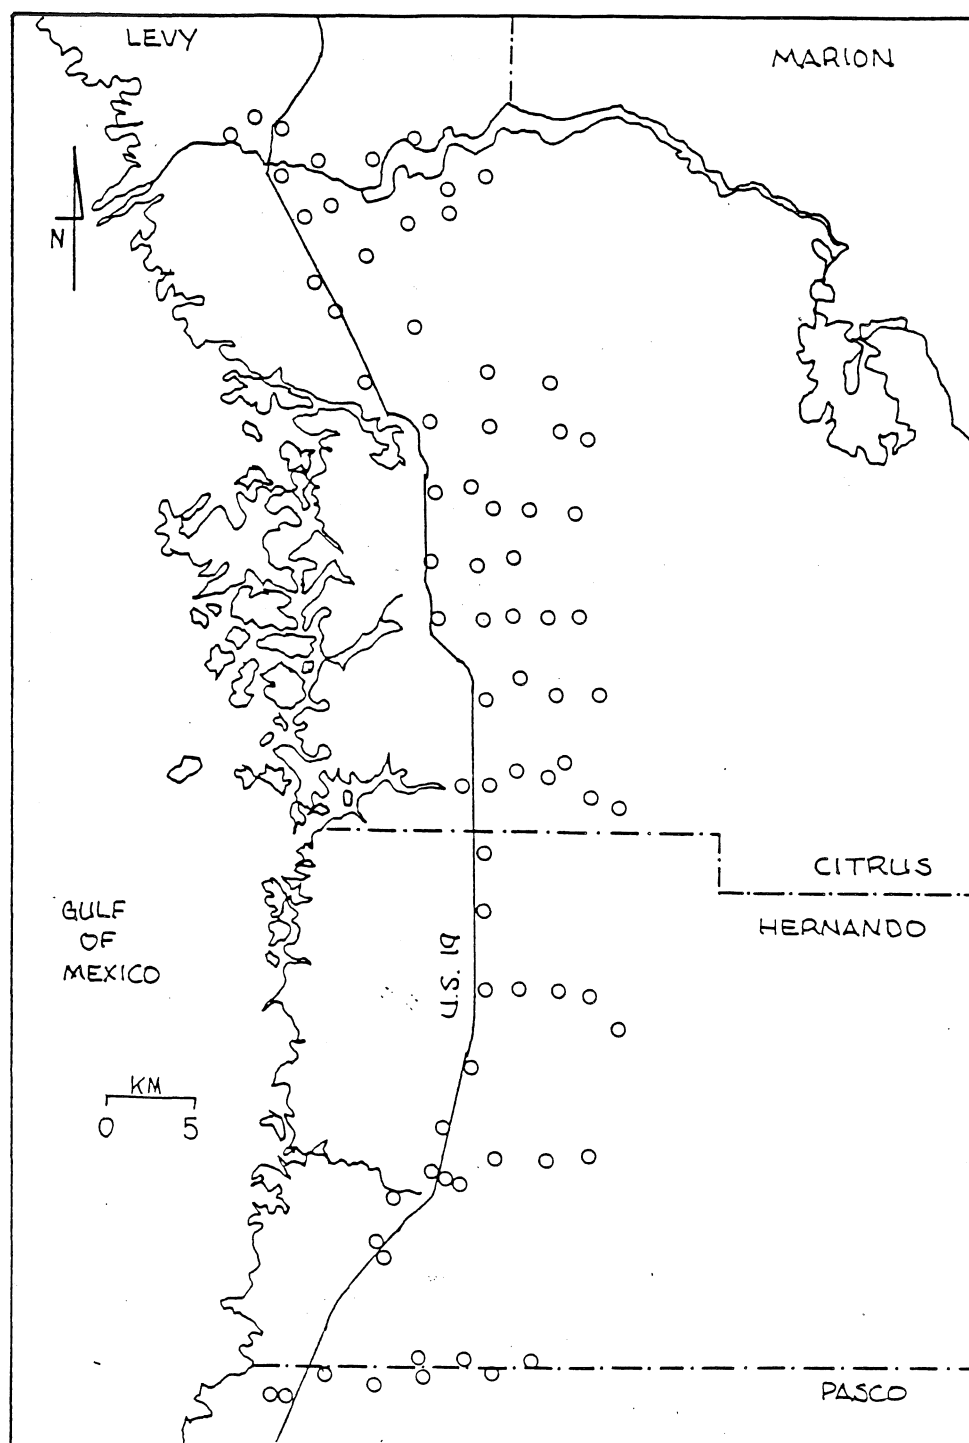 LEVY
MARION
N
CITRUS
HERNANDO
GULF
OF
MEXICO
U.S. 19
KM
0 5
PASCO